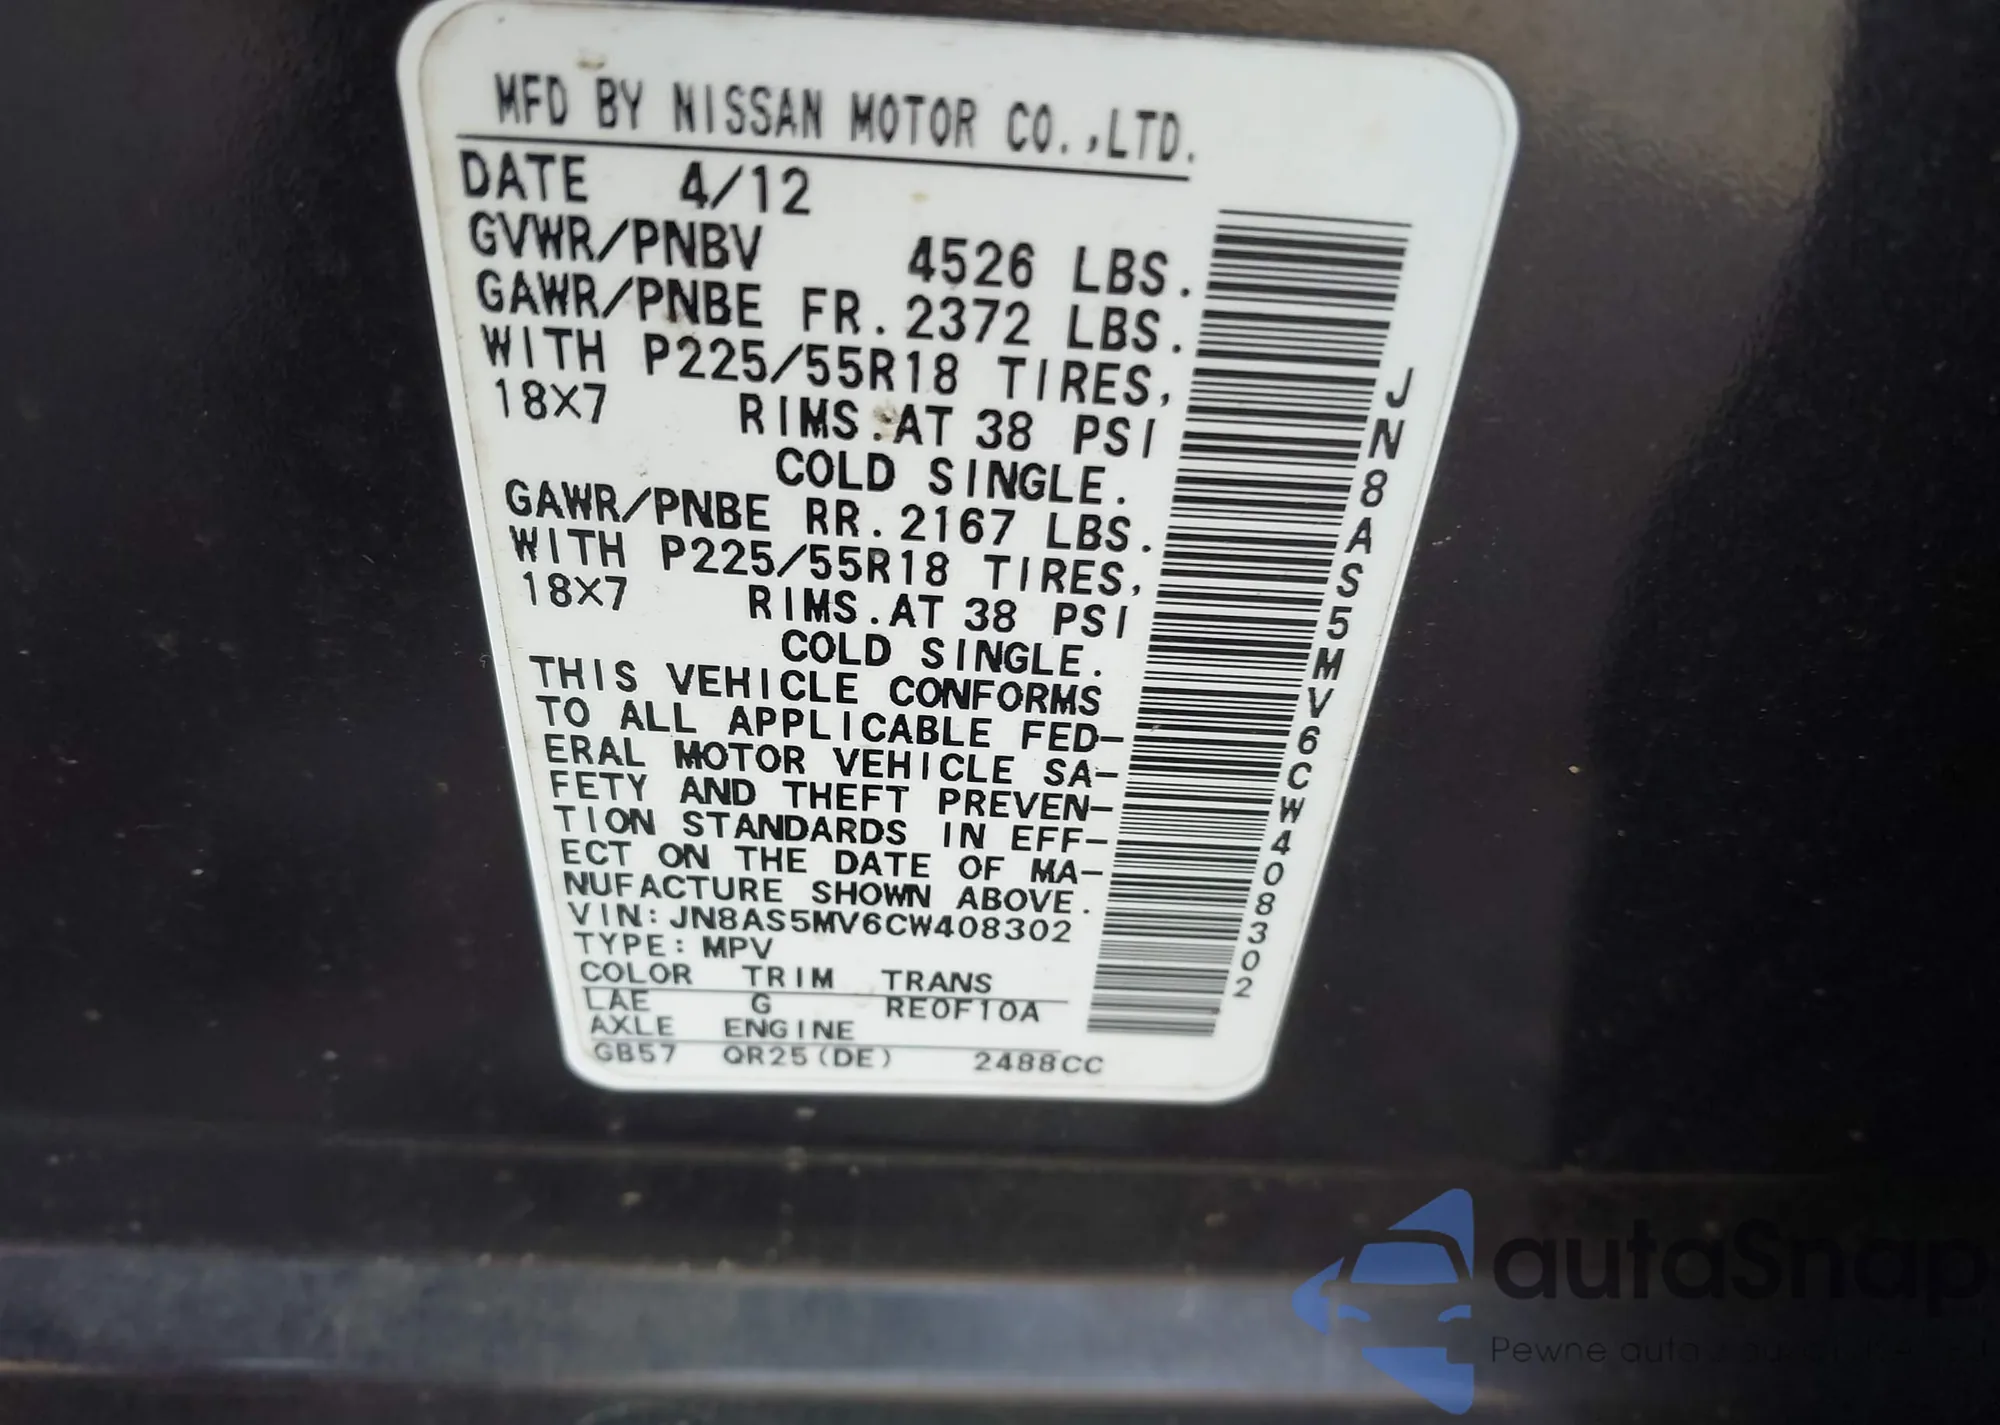 MFD BY NISSAN MOTOR CO.,LTD.
DATE 4/12
GVWR/PNBV 4526 LBS.
GAWR/PNBE FR. 2372 LBS.
WITH P225/55R18 TIRES,
18X7 RIMS.AT 38 PSI
COLD SINGLE.
GAWR/PNBE RR. 2167 LBS.
WITH P225/55R18 TIRES,
18X7 RIMS.AT 38 PSI
COLD SINGLE.
THIS VEHICLE CONFORMS
TO ALL APPLICABLE FED-
ERAL MOTOR VEHICLE SA-
FETY AND THEFT PREVEN-
TION STANDARDS IN EFF-
ECT ON THE DATE OF MA-
NUFACTURE SHOWN ABOVE.
VIN: JN8AS5MV6CW408302
TYPE: MPV
COLOR TRIM TRANS
LAE G RE0F10A
AXLE ENGINE
GB57 QR25(DE) 2488CC
JN8AS5MV6CW408302
autaSnap
Pewne auta z